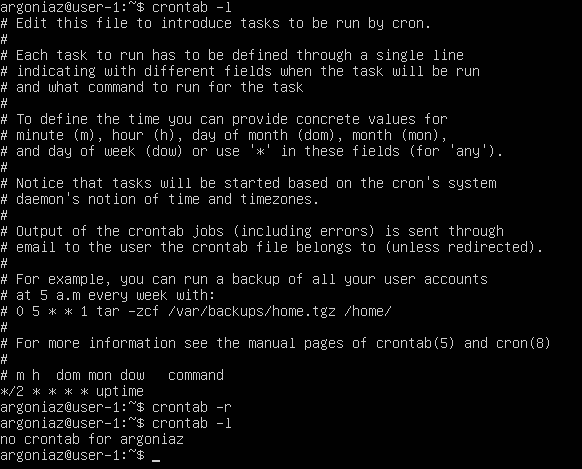 argoniaz@user-1:~$ crontab -l
# Edit this file to introduce tasks to be run by cron.
#
# Each task to run has to be defined through a single line
# indicating with different fields when the task will be run
# and what command to run for the task
#
# To define the time you can provide concrete values for
# minute (m), hour (h), day of month (dom), month (mon),
# and day of week (dow) or use '*' in these fields (for 'any').
#
# Notice that tasks will be started based on the cron's system
# daemon's notion of time and timezones.
#
# Output of the crontab jobs (including errors) is sent through
# email to the user the crontab file belongs to (unless redirected).
#
# For example, you can run a backup of all your user accounts
# at 5 a.m every week with:
# 0 5 * * 1 tar -zcf /var/backups/home.tgz /home/
#
# For more information see the manual pages of crontab(5) and cron(8)
#
# m h  dom mon dow   command
*/2 * * * * uptime
argoniaz@user-1:~$ crontab -r
argoniaz@user-1:~$ crontab -l
no crontab for argoniaz
argoniaz@user-1:~$ _